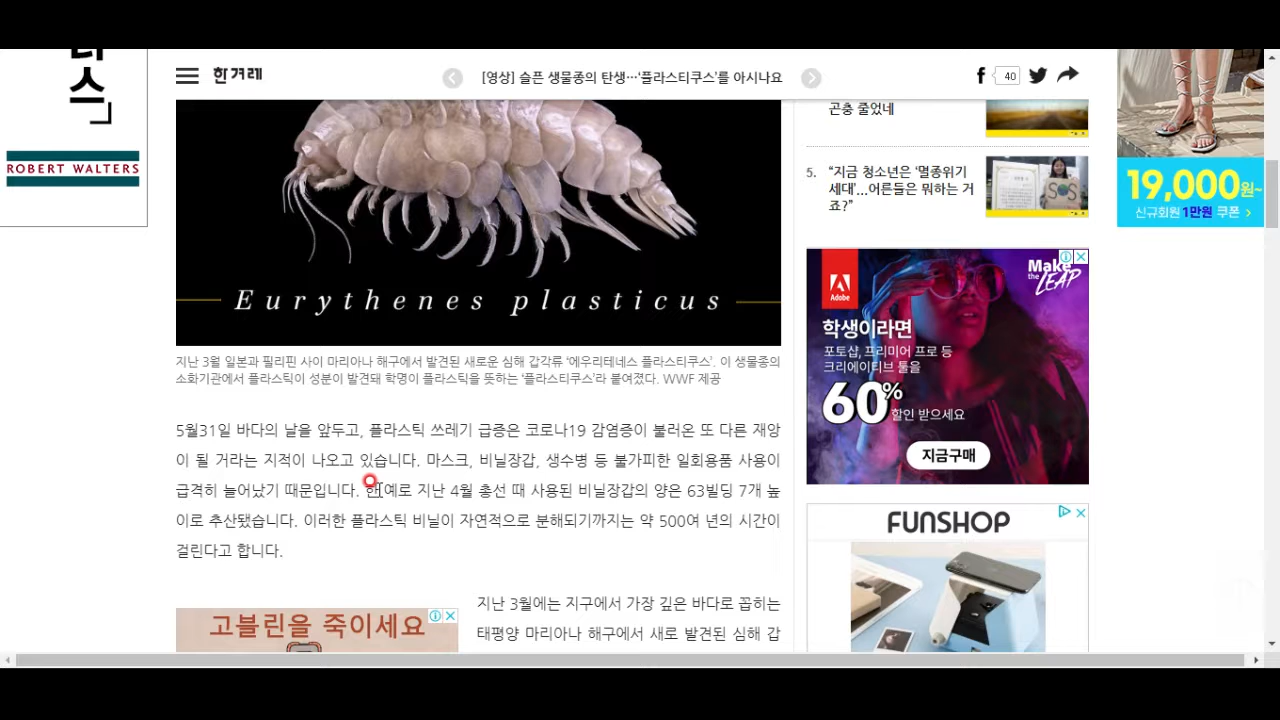 스」
ROBERT WALTERS
한겨레
[영상] 슬픈 생물종의 탄생…'플라스티쿠스'를 아시나요
40
Eurythenes plasticus
지난 3월 일본과 필리핀 사이 마리아나 해구에서 발견된 새로운 심해 갑각류 '에우리테네스 플라스티쿠스'. 이 생물종의
소화기관에서 플라스틱이 성분이 발견돼 학명이 플라스틱을 뜻하는 '플라스티쿠스'라 붙여졌다. WWF 제공
5월31일 바다의 날을 앞두고, 플라스틱 쓰레기 급증은 코로나19 감염증이 불러온 또 다른 재앙
이 될 거라는 지적이 나오고 있습니다. 마스크, 비닐장갑, 생수병 등 불가피한 일회용품 사용이
급격히 늘어났기 때문입니다. 한 예로 지난 4월 총선 때 사용된 비닐장갑의 양은 63빌딩 7개 높
이로 추산됐습니다. 이러한 플라스틱 비닐이 자연적으로 분해되기까지는 약 500여 년의 시간이
걸린다고 합니다.
고블린을 죽이세요
지난 3월에는 지구에서 가장 깊은 바다로 꼽히는
태평양 마리아나 해구에서 새로 발견된 심해 갑
곤충 줄었네
5. "지금 청소년은 '멸종위기
세대'…어른들은 뭐하는 거
죠?"
SOS
Adobe
Make
the LEAP
학생이라면
포토샵, 프리미어 프로 등
크리에이티브 툴을
60% 할인 받으세요
지금구매
FUNSHOP
19,000원~
신규회원 1만원 쿠폰 >